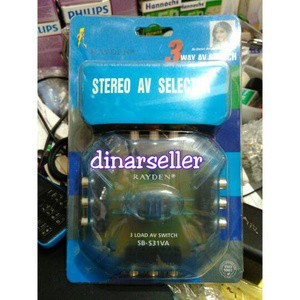 PHILIPS
Hannochs
3
WAY AV SWITCH
STEREO AV SELECTOR
dinarseller
RAYDEN
3 LOAD AV SWITCH
SB-S31VA